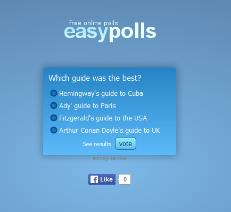 free online polls
easypolls
Which guide was the best?
Hemingway's guide to Cuba
Ady' guide to Paris
Fitzgerald's guide to the USA
Arthur Conan Doyle's guide to UK
See results vote
Like 0